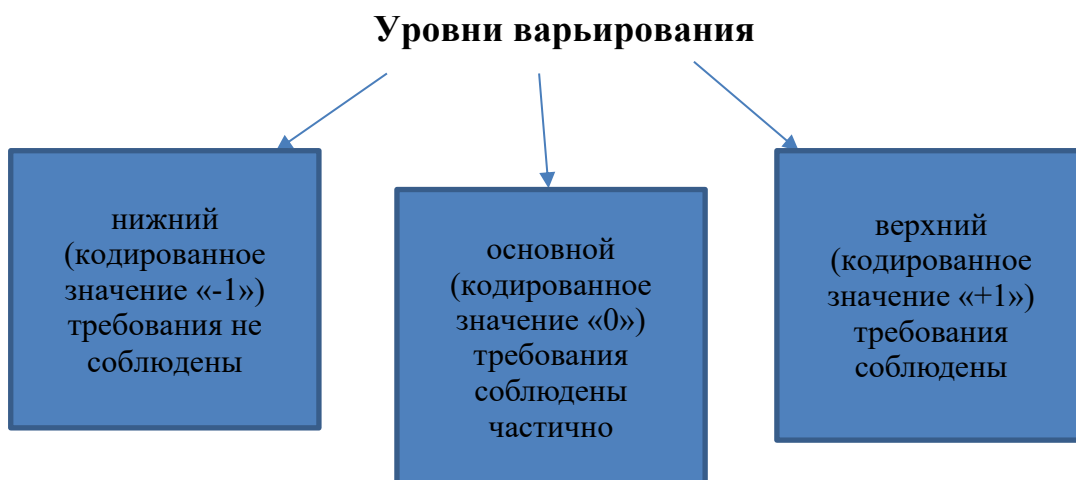 Уровни варьирования
нижний
(кодированное
значение «-1»)
требования не
соблюдены
основной
(кодированное
значение «0»)
требования
соблюдены
частично
верхний
(кодированное
значение «+1»)
требования
соблюдены